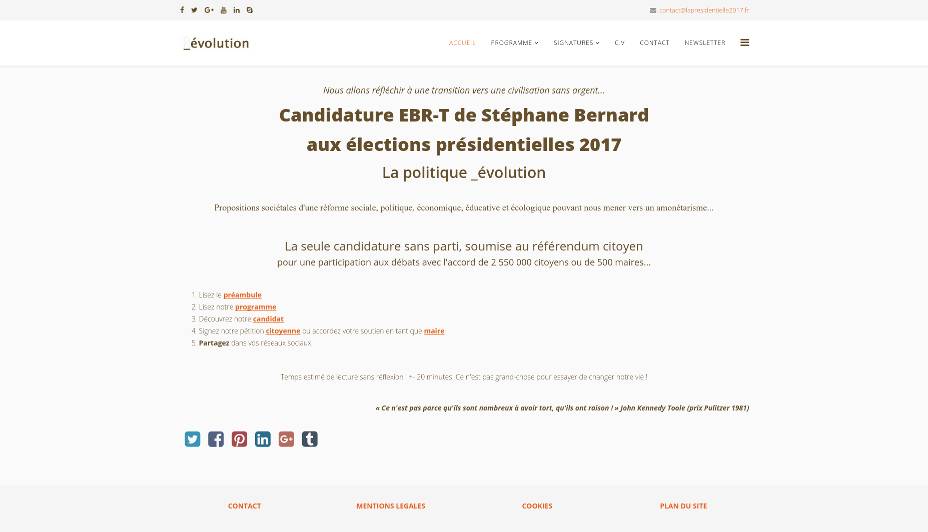 contact@lapresidentielle2017.fr
_évolution
ACCUEIL PROGRAMME SIGNATURES C.V CONTACT NEWSLETTER
Nous allons réfléchir à une transition vers une civilisation sans argent...
Candidature EBR-T de Stéphane Bernard
aux élections présidentielles 2017
La politique _évolution
Propositions sociétales d'une réforme sociale, politique, économique, éducative et écologique pouvant nous mener vers un amonétarisme...
La seule candidature sans parti, soumise au référendum citoyen
pour une participation aux débats avec l'accord de 2 550 000 citoyens ou de 500 maires...
1. Lisez le préambule
2. Lisez notre programme
3. Découvrez notre candidat
4. Signez notre pétition citoyenne ou accordez votre soutien en tant que maire
5. Partagez dans vos réseaux sociaux
Temps estimé de lecture sans réflexion : +- 20 minutes. Ce n'est pas grand-chose pour essayer de changer notre vie !
« Ce n'est pas parce qu'ils sont nombreux à avoir tort, qu'ils ont raison ! » John Kennedy Toole (prix Pulitzer 1981)
CONTACT MENTIONS LEGALES COOKIES PLAN DU SITE